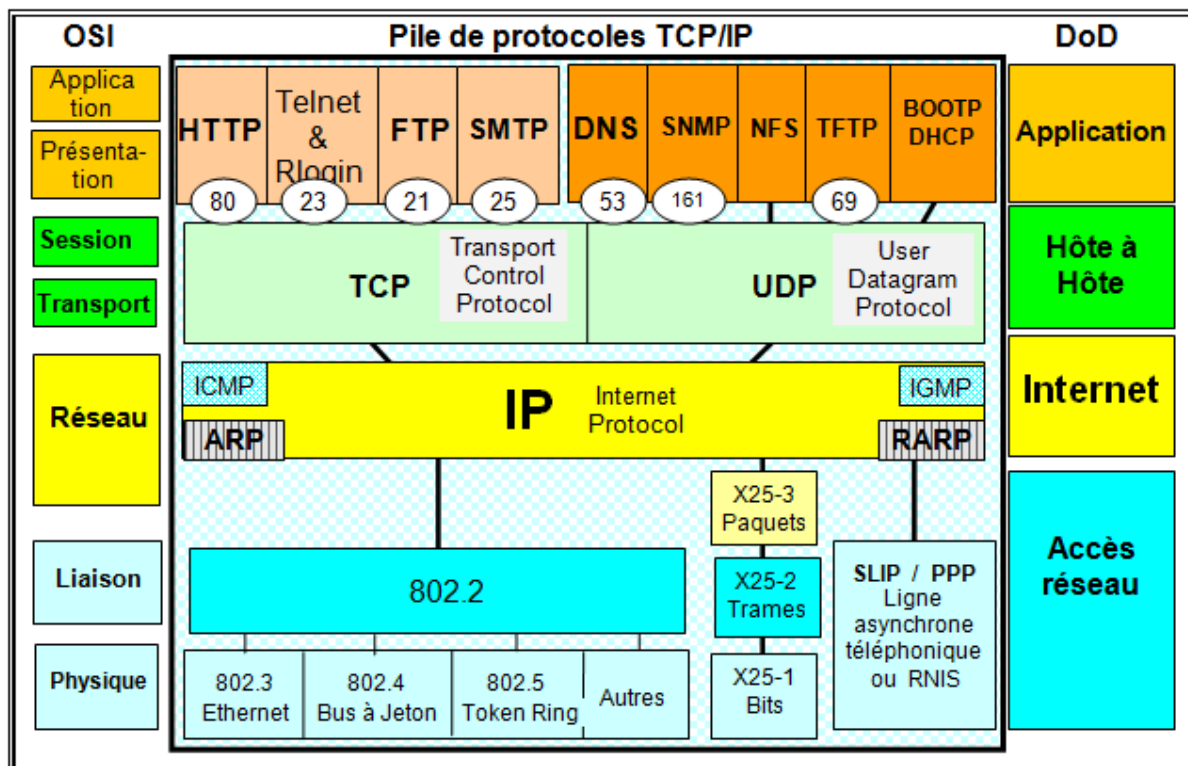 OSI
Pile de protocoles TCP/IP
DoD
Applica
tion
Présenta-
tion
HTTP
Telnet
&
Rlogin
FTP
SMTP
DNS
SNMP
NFS
TFTP
BOOTP
DHCP
Application
80
23
21
25
53
161
69
Session
Transport
TCP
Transport
Control
Protocol
UDP
User
Datagram
Protocol
Hôte à
Hôte
Réseau
ICMP
ARP
IP
Internet
Protocol
IGMP
RARP
Internet
X25-3
Paquets
Liaison
802.2
X25-2
Trames
SLIP / PPP
Ligne
asynchrone
téléphonique
ou RNIS
Accès
réseau
Physique
802.3
Ethernet
802.4
Bus à Jeton
802.5
Token Ring
Autres
X25-1
Bits